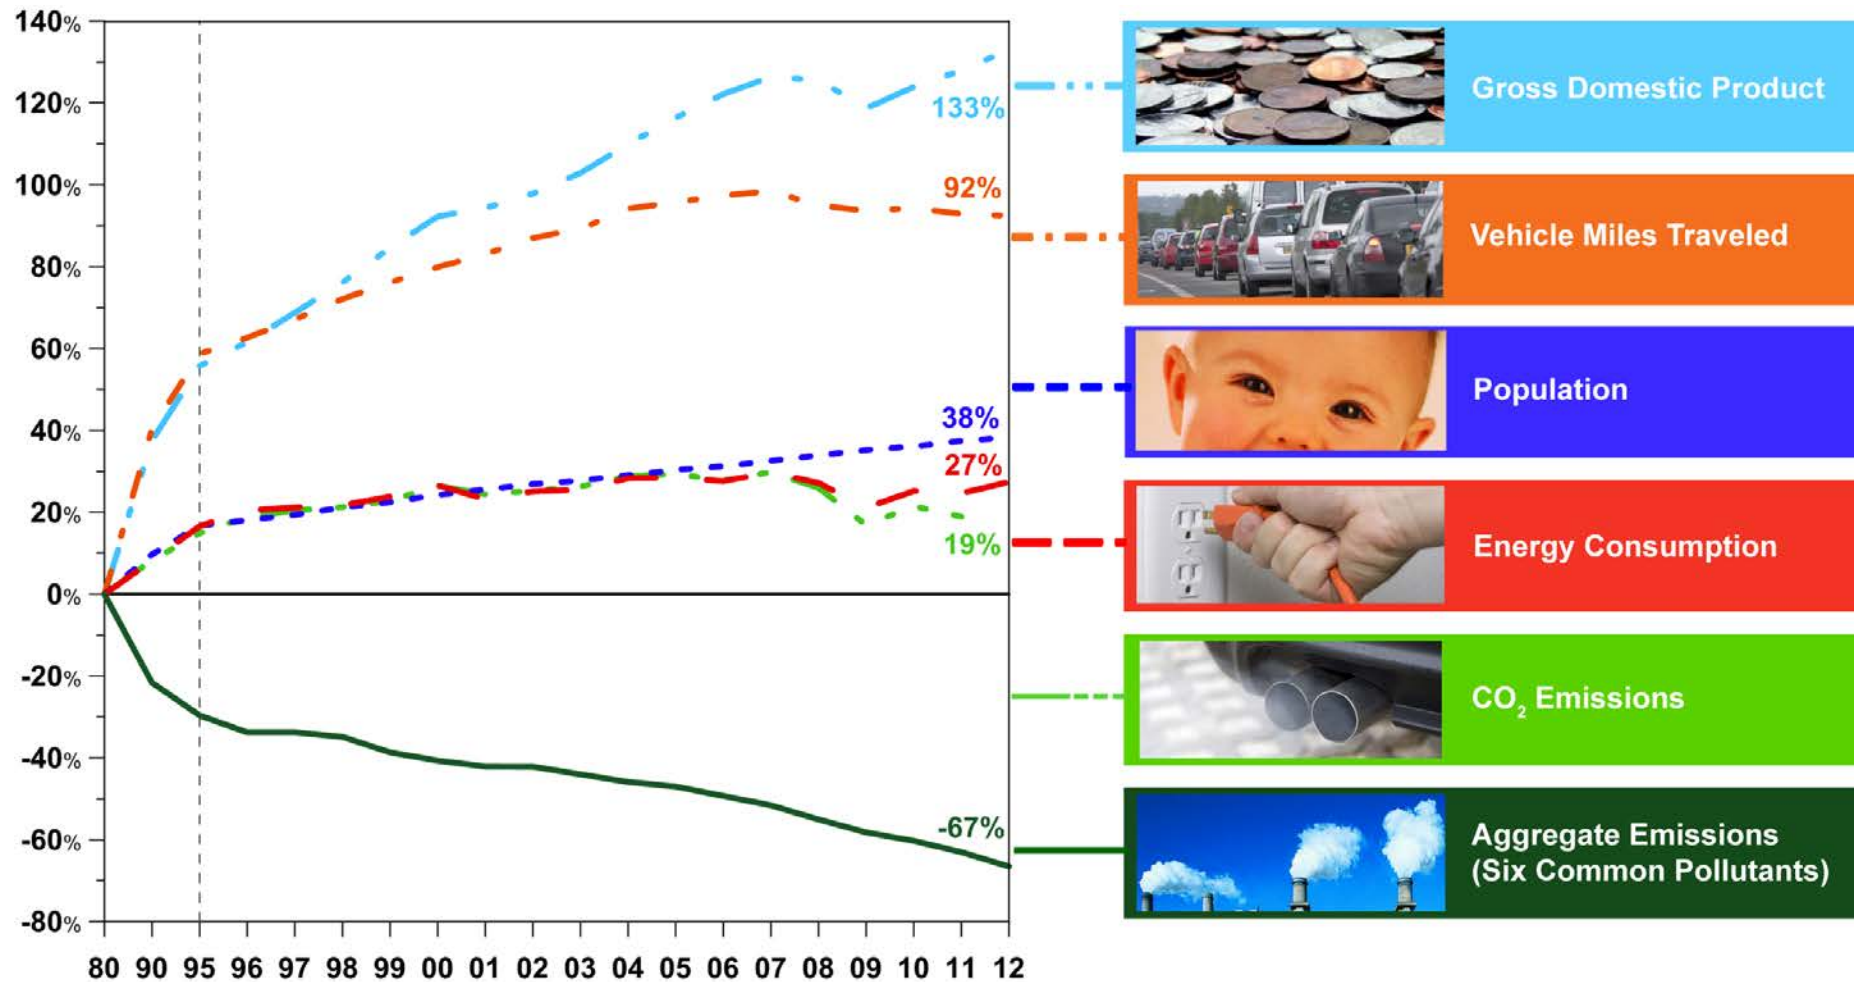 140%
120%
100%
80%
60%
40%
20%
0%
-20%
-40%
-60%
-80%
133%
92%
38%
27%
19%
-67%
80 90 95 96 97 98 99 00 01 02 03 04 05 06 07 08 09 10 11 12
Gross Domestic Product
Vehicle Miles Traveled
Population
Energy Consumption
CO₂ Emissions
Aggregate Emissions
(Six Common Pollutants)